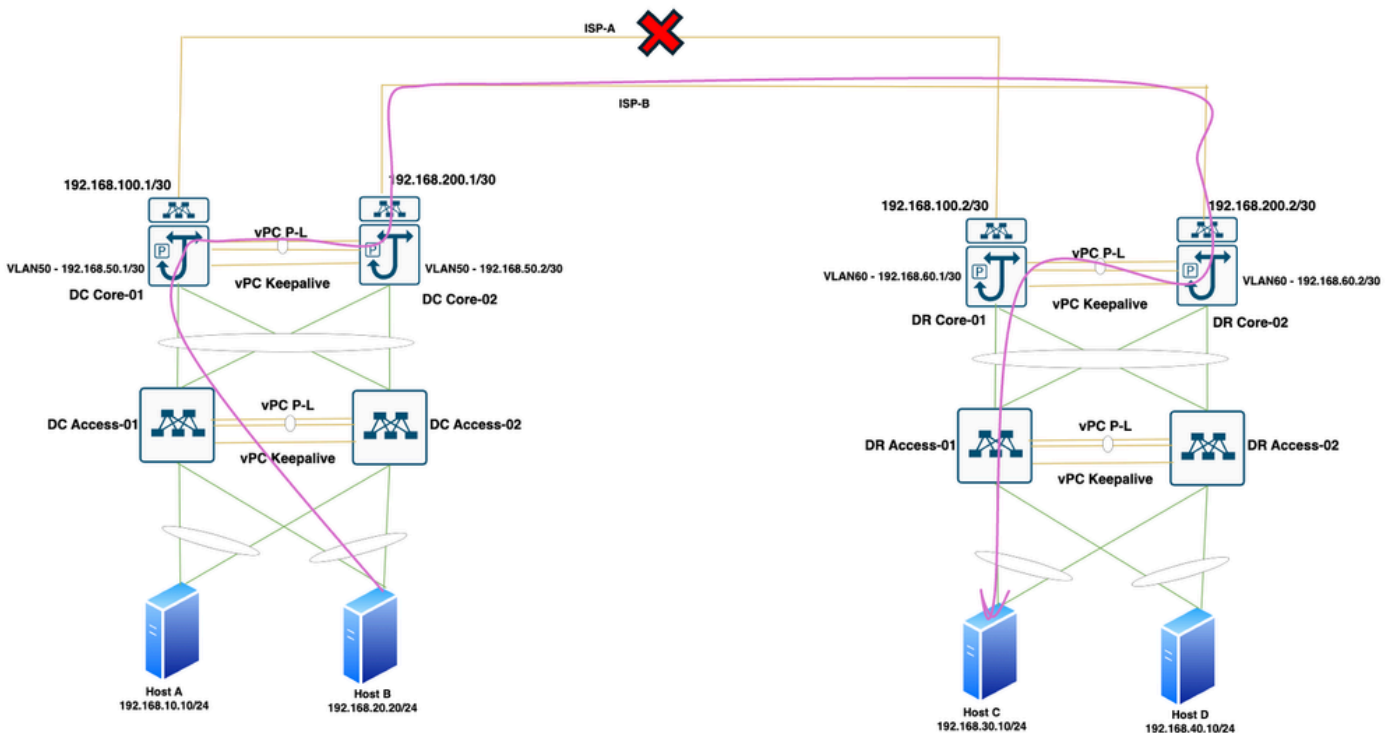 ISP-A
ISP-B
192.168.100.1/30
192.168.200.1/30
192.168.100.2/30
192.168.200.2/30
vPC P-L
P
P
VLAN50 - 192.168.50.1/30
VLAN50 - 192.168.50.2/30
vPC Keepalive
DC Core-01
DC Core-02
vPC P-L
P
P
VLAN60 - 192.168.60.1/30
VLAN60 - 192.168.60.2/30
vPC Keepalive
DR Core-01
DR Core-02
vPC P-L
DC Access-01
DC Access-02
vPC Keepalive
vPC P-L
DR Access-01
DR Access-02
vPC Keepalive
Host A
192.168.10.10/24
Host B
192.168.20.20/24
Host C
192.168.30.10/24
Host D
192.168.40.10/24